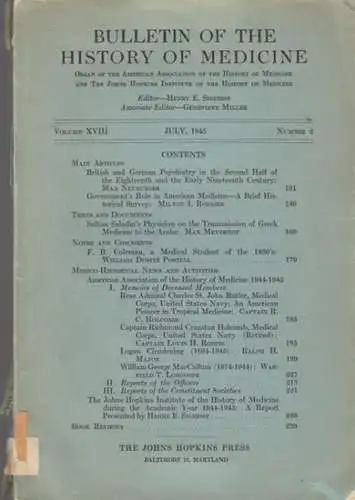 BULLETIN OF THE
HISTORY OF MEDICINE
ORGAN OF THE AMERICAN ASSOCIATION OF THE HISTORY OF MEDICINE
AND THE JOHNS HOPKINS INSTITUTE OF THE HISTORY OF MEDICINE
Editor—HENRY E. SIGERIST
Associate Editor—GENEVIEVE MILLER
VOLUME XVIII JULY, 1945 NUMBER 2
CONTENTS
MAIN ARTICLES
British and German Psychiatry in the Second Half of
the Eighteenth and the Early Nineteenth Century:
MAX NEUBURGER 121
Government's Role in American Medicine—A Brief His-
torical Survey: MILTON I. ROEMER 146
TEXTS AND DOCUMENTS
Sultan Saladin's Physician on the Transmission of Greek
Medicine to the Arabs: MAX MEYERHOF 169
NOTES AND COMMENTS
F. B. Coleman, a Medical Student of the 1830's:
WILLIAM DOSITE POSTELL 179
MEDICO-HISTORICAL NEWS AND ACTIVITIES
American Association of the History of Medicine 1944-1945
I. Memoirs of Deceased Members
Rear Admiral Charles St. John Butler, Medical
Corps, United States Navy: An American
Pioneer in Tropical Medicine: CAPTAIN R.
C. HOLCOMB
Captain Richmond Cranston Holcomb, Medical
Corps, United States Navy (Retired):
CAPTAIN LOUIS H. RODDIS 195
Logan Clendening (1884-1945): RALPH H.
MAJOR 199
William George MacCallum (1874-1944): WAR-
FIELD T. LONGCOPE 207
II. Reports of the Officers 215
III. Reports of the Constituent Societies 221
The Johns Hopkins Institute of the History of Medicine
during the Academic Year 1944-1945: A Report
Presented by HENRY E. SIGERIST
BOOK REVIEWS
THE JOHNS HOPKINS PRESS
BALTIMORE 18, MARYLAND